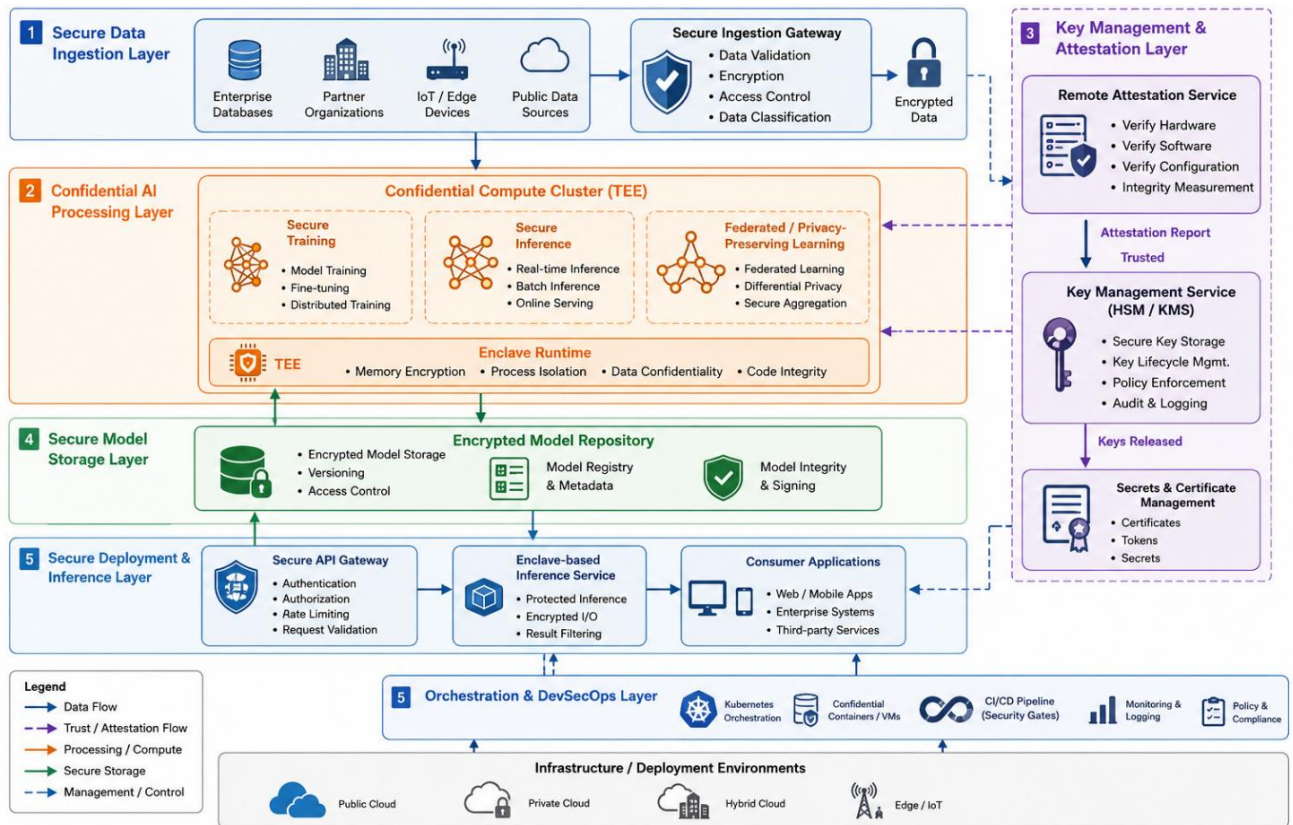 1 Secure Data
Ingestion Layer
Enterprise
Databases
Partner
Organizations
IoT / Edge
Devices
Public Data
Sources
Secure Ingestion Gateway
• Data Validation
• Encryption
• Access Control
• Data Classification
Encrypted
Data
3 Key Management &
Attestation Layer
Remote Attestation Service
• Verify Hardware
• Verify Software
• Verify Configuration
• Integrity Measurement
Attestation Report
Trusted
Key Management Service
(HSM / KMS)
• Secure Key Storage
• Key Lifecycle Mgmt.
• Policy Enforcement
• Audit & Logging
Keys Released
Secrets & Certificate
Management
• Certificates
• Tokens
• Secrets
2 Confidential AI
Processing Layer
Confidential Compute Cluster (TEE)
Secure
Training
• Model Training
• Fine-tuning
• Distributed Training
Secure
Inference
• Real-time Inference
• Batch Inference
• Online Serving
Federated / Privacy-
Preserving Learning
• Federated Learning
• Differential Privacy
• Secure Aggregation
TEE
Enclave Runtime
• Memory Encryption • Process Isolation • Data Confidentiality • Code Integrity
4 Secure Model
Storage Layer
Encrypted Model Repository
• Encrypted Model Storage
• Versioning
• Access Control
Model Registry
& Metadata
Model Integrity
& Signing
5 Secure Deployment &
Inference Layer
Secure API Gateway
• Authentication
• Authorization
• Rate Limiting
• Request Validation
Enclave-based
Inference Service
• Protected Inference
• Encrypted I/O
• Result Filtering
Consumer Applications
• Web / Mobile Apps
• Enterprise Systems
• Third-party Services
Legend
Data Flow
Trust / Attestation Flow
Processing / Compute
Secure Storage
Management / Control
5 Orchestration & DevSecOps Layer
Kubernetes
Orchestration
Confidential
Containers / VMs
CI/CD Pipeline
(Security Gates)
Monitoring &
Logging
Policy &
Compliance
Infrastructure / Deployment Environments
Public Cloud
Private Cloud
Hybrid Cloud
Edge / IoT